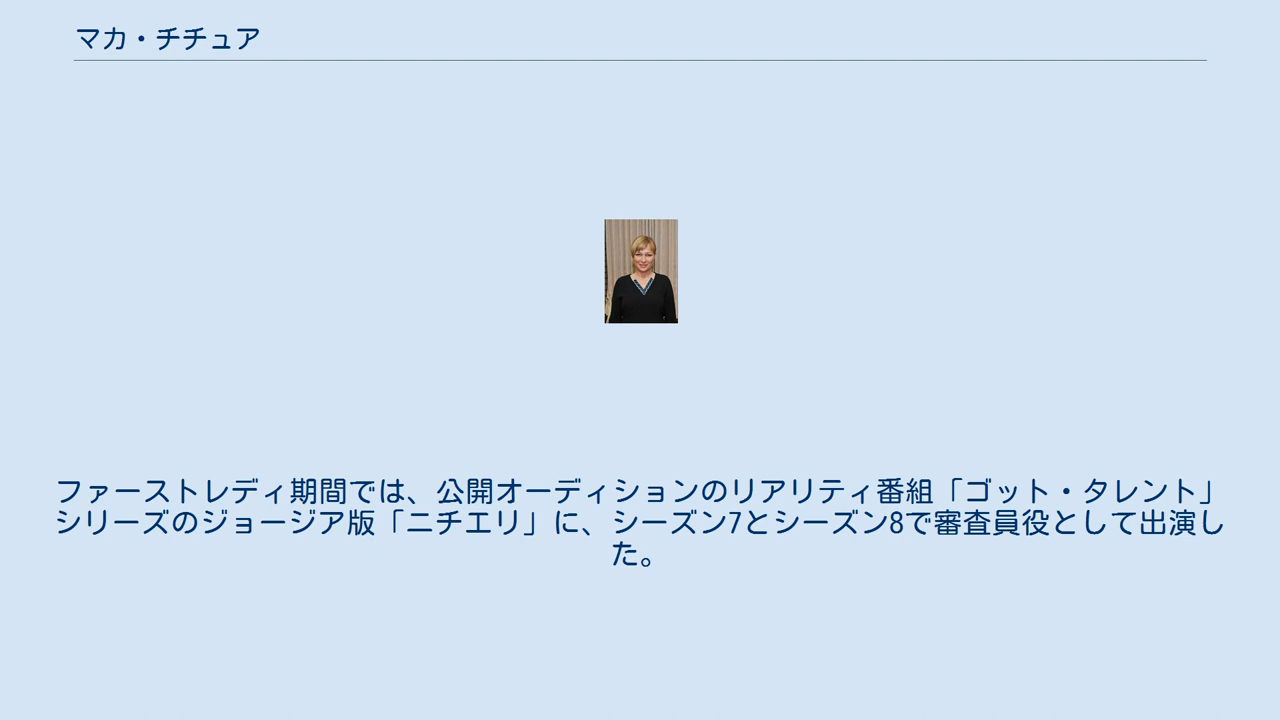 マカ・チチュア
ファーストレディ期間では、公開オーディションのリアリティ番組「ゴット・タレント」
シリーズのジョージア版「ニチエリ」に、シーズン7とシーズン8で審査員役として出演し
た。